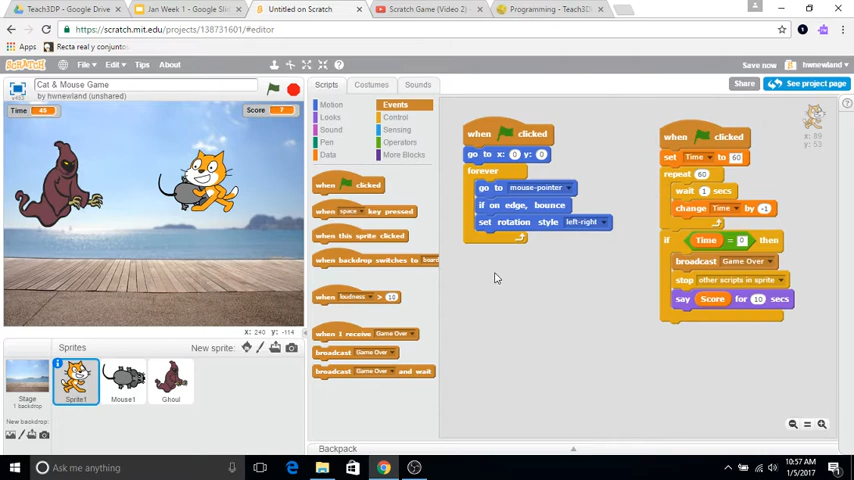 Teach3DP - Google Drive
Jan Week 1 - Google Slid
Untitled on Scratch
Scratch Game (Video 2) -
Programming - Teach3D
https://scratch.mit.edu/projects/138731601/#editor
Apps
Recta real y conjunto
SCRATCH
File
Edit
Tips
About
Save now
hwnewland
Cat & Mouse Game
by hwnewland (unshared)
Scripts
Costumes
Sounds
Share
See project page
Time 48
Score 7
Motion
Events
Looks
Control
Sound
Sensing
Pen
Operators
Data
More Blocks
when clicked
when space key pressed
when this sprite clicked
when backdrop switches to
when loudness > 10
when I receive Game Over
broadcast Game Over
broadcast Game Over and wait
when clicked
go to x: 0 y: 0
forever
go to mouse-pointer
if on edge, bounce
set rotation style left-right
when clicked
set Time to 60
repeat 60
wait 1 secs
change Time by -1
if Time = 0 then
broadcast Game Over
stop other scripts in sprite
say Score for 10 secs
x: 89
y: 53
x: 240 y: -114
Sprites
New sprite:
Stage
1 backdrop
Sprite1
Mouse1
Ghoul
New backdrop:
Backpack
Ask me anything
10:57 AM
1/5/2017